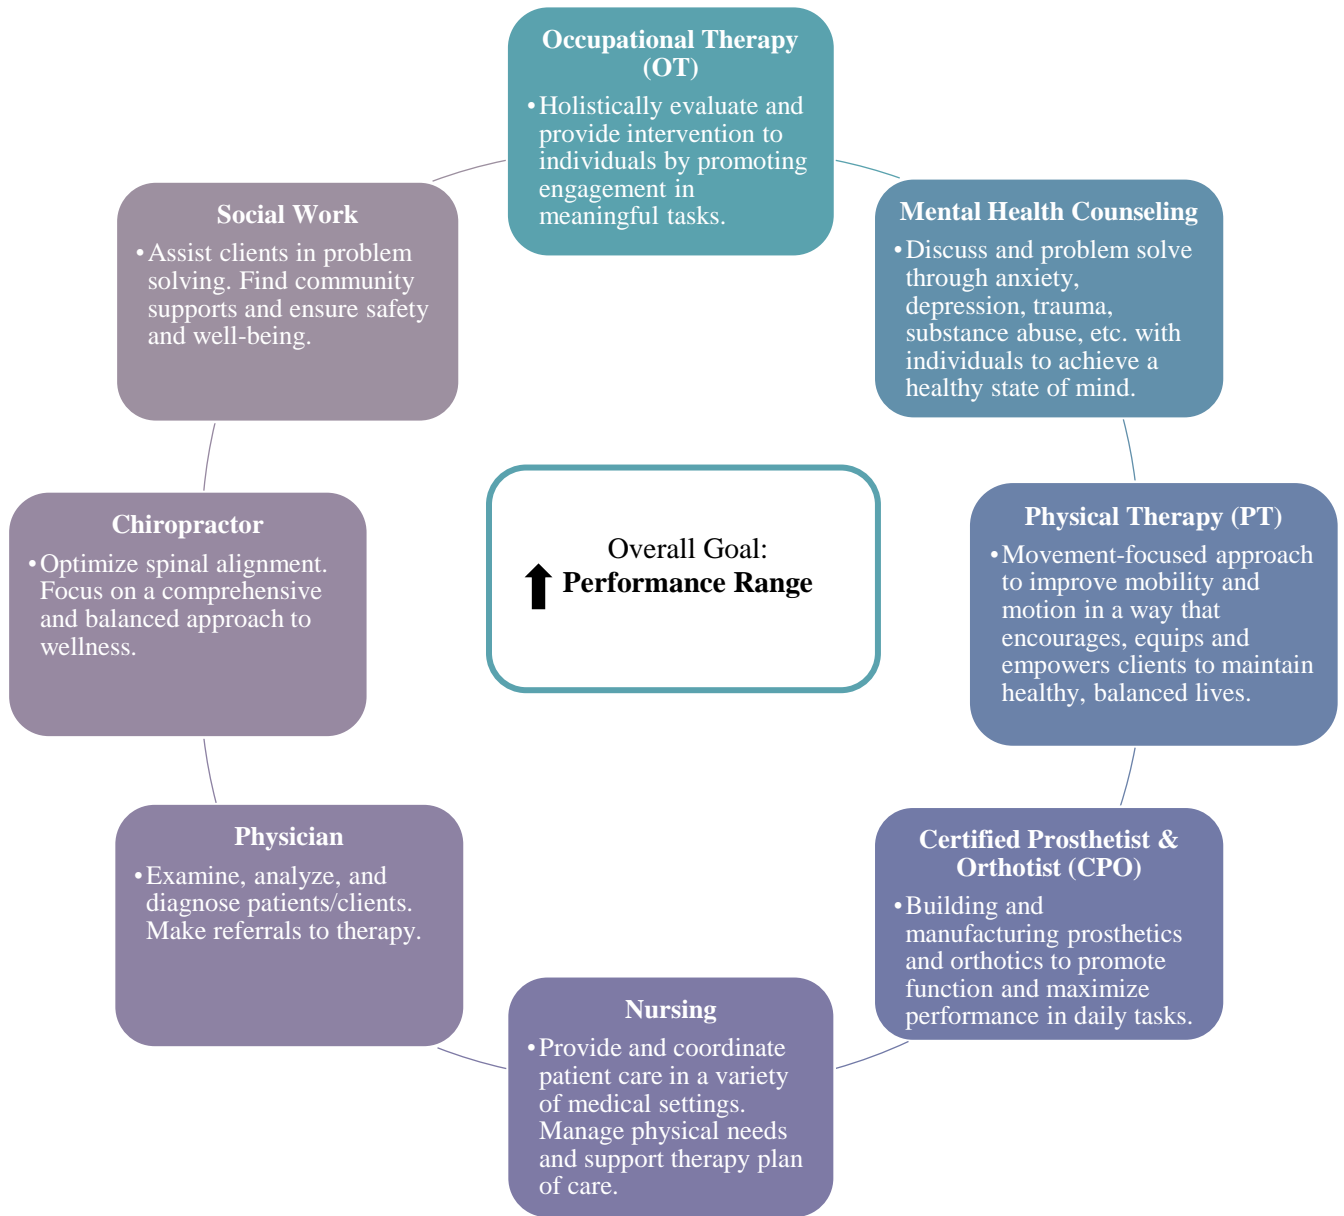 Occupational Therapy
(OT)
•Holistically evaluate and
provide intervention to
individuals by promoting
engagement in
meaningful tasks.
Mental Health Counseling
•Discuss and problem solve
through anxiety,
depression, trauma,
substance abuse, etc. with
individuals to achieve a
healthy state of mind.
Physical Therapy (PT)
•Movement-focused approach
to improve mobility and
motion in a way that
encourages, equips and
empowers clients to maintain
healthy, balanced lives.
Certified Prosthetist &
Orthotist (CPO)
•Building and
manufacturing prosthetics
and orthotics to promote
function and maximize
performance in daily tasks.
Nursing
•Provide and coordinate
patient care in a variety
of medical settings.
Manage physical needs
and support therapy plan
of care.
Physician
•Examine, analyze, and
diagnose patients/clients.
Make referrals to therapy.
Chiropractor
•Optimize spinal alignment.
Focus on a comprehensive
and balanced approach to
wellness.
Social Work
•Assist clients in problem
solving. Find community
supports and ensure safety
and well-being.
Overall Goal:
Performance Range